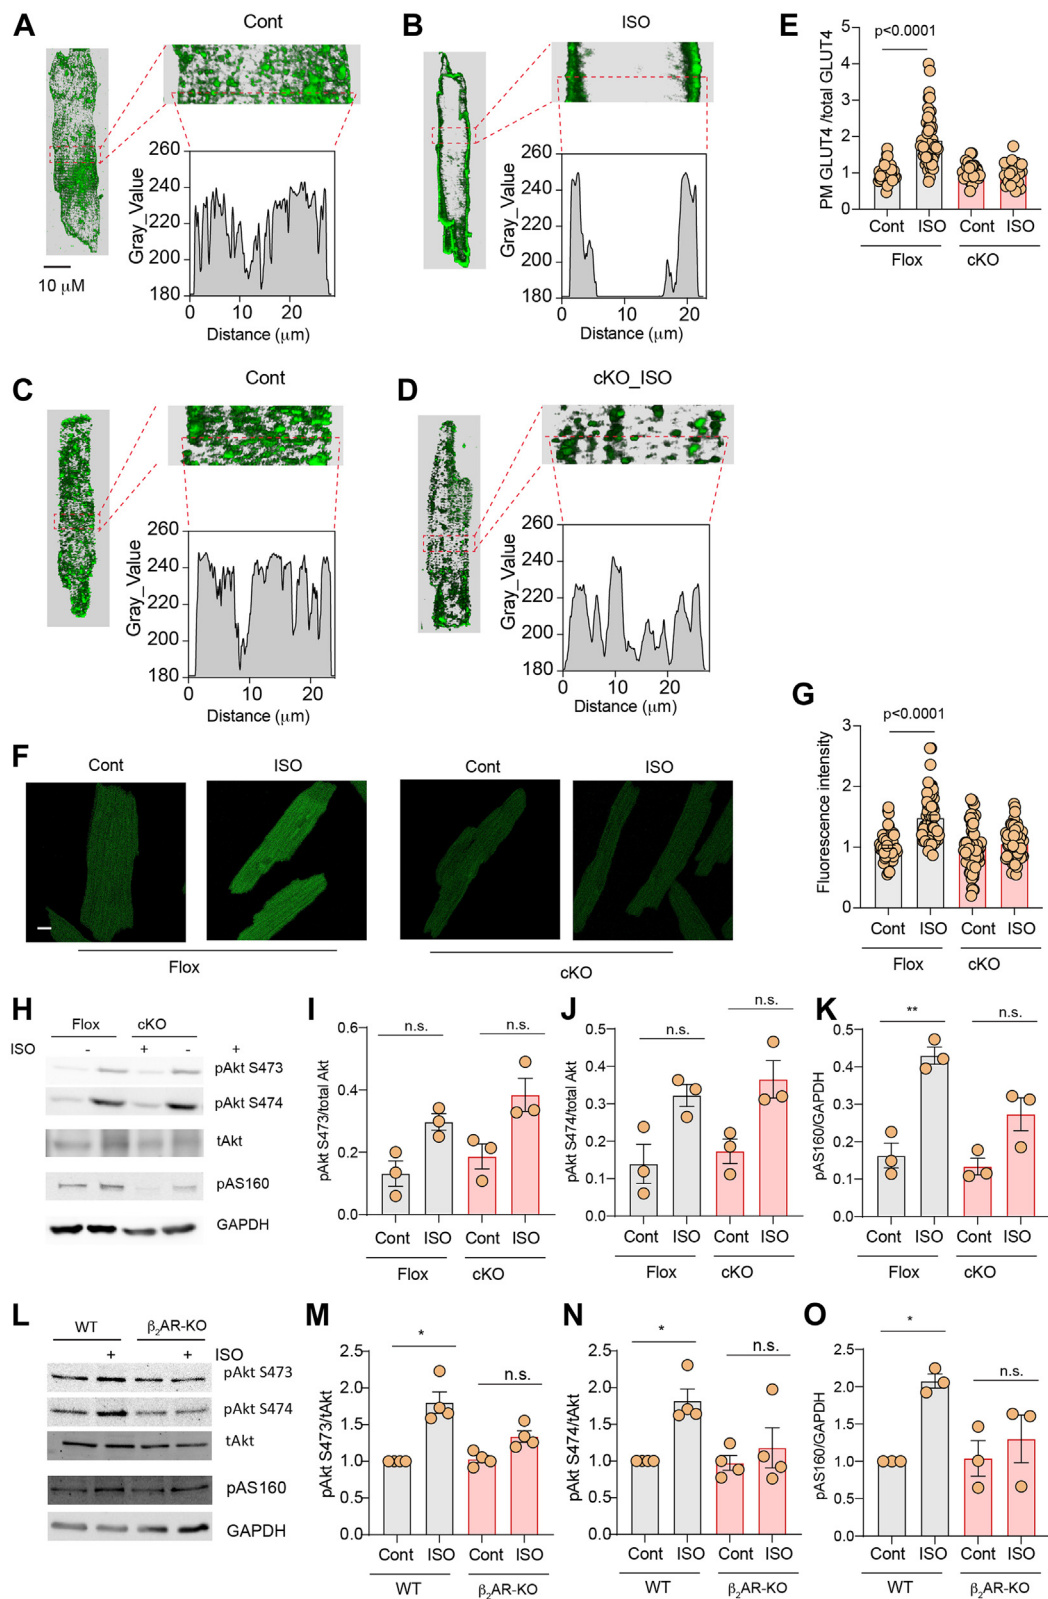 A
Cont
10 μM
Gray_Value
260
240
220
200
180
0
10
20
Distance (μm)
B
ISO
Gray_Value
260
240
220
200
180
0
10
20
Distance (μm)
E
p<0.0001
PM GLUT4 /total GLUT4
5
4
3
2
1
0
Cont ISO Cont ISO
Flox cKO
C
Cont
Gray_Value
260
240
220
200
180
0
10
20
Distance (μm)
D
cKO_ISO
Gray_Value
260
240
220
200
180
0
10
20
Distance (μm)
F
Cont ISO Cont ISO
Flox
cKO
G
p<0.0001
Fluorescence intensity
3
2
1
0
Cont ISO Cont ISO
Flox cKO
H
Flox cKO
ISO - + - +
pAkt S473
pAkt S474
tAkt
pAS160
GAPDH
I
n.s. n.s.
pAkt S473/total Akt
0.6
0.4
0.2
0.0
Cont ISO Cont ISO
Flox cKO
J
n.s. n.s.
pAkt S474/total Akt
0.5
0.4
0.3
0.2
0.1
0.0
Cont ISO Cont ISO
Flox cKO
K
** n.s.
pAS160/GAPDH
0.5
0.4
0.3
0.2
0.1
0.0
Cont ISO Cont ISO
Flox cKO
L
WT β₂AR-KO
+ + ISO
pAkt S473
pAkt S474
tAkt
pAS160
GAPDH
M
* n.s.
pAkt S473/tAkt
2.5
2.0
1.5
1.0
0.5
0.0
Cont ISO Cont ISO
WT β₂AR-KO
N
* n.s.
pAkt S474/tAkt
2.5
2.0
1.5
1.0
0.5
0.0
Cont ISO Cont ISO
WT β₂AR-KO
O
* n.s.
pAS160/GAPDH
2.5
2.0
1.5
1.0
0.5
0.0
Cont ISO Cont ISO
WT β₂AR-KO